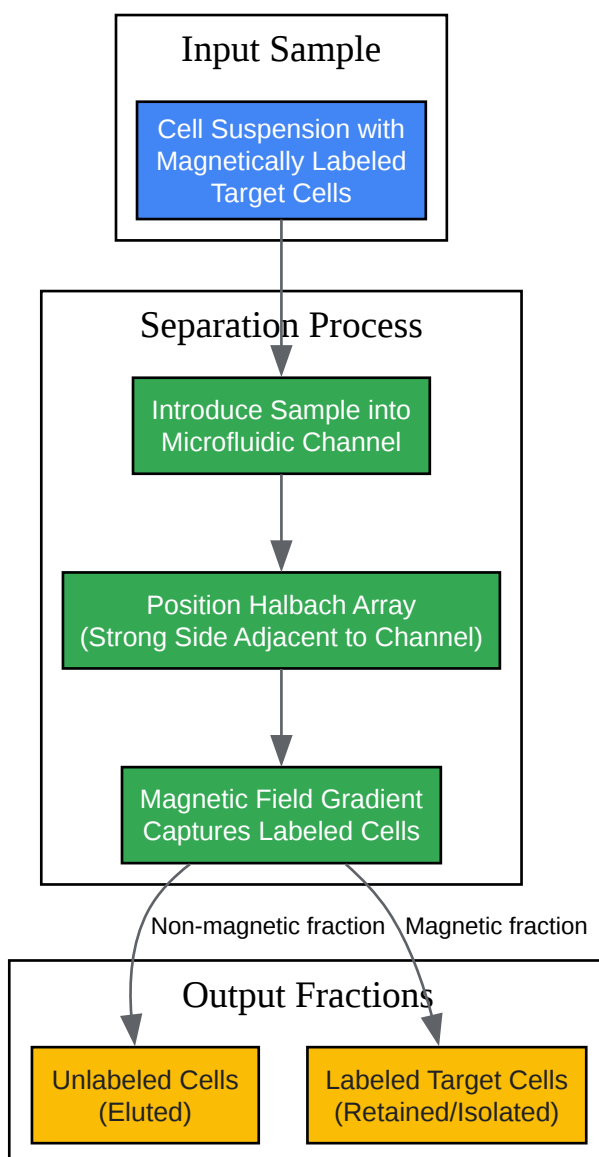 Input Sample
Cell Suspension with
Magnetically Labeled
Target Cells
Separation Process
Introduce Sample into
Microfluidic Channel
Position Halbach Array
(Strong Side Adjacent to Channel)
Magnetic Field Gradient
Captures Labeled Cells
Non-magnetic fraction
Magnetic fraction
Output Fractions
Unlabeled Cells
(Eluted)
Labeled Target Cells
(Retained/Isolated)